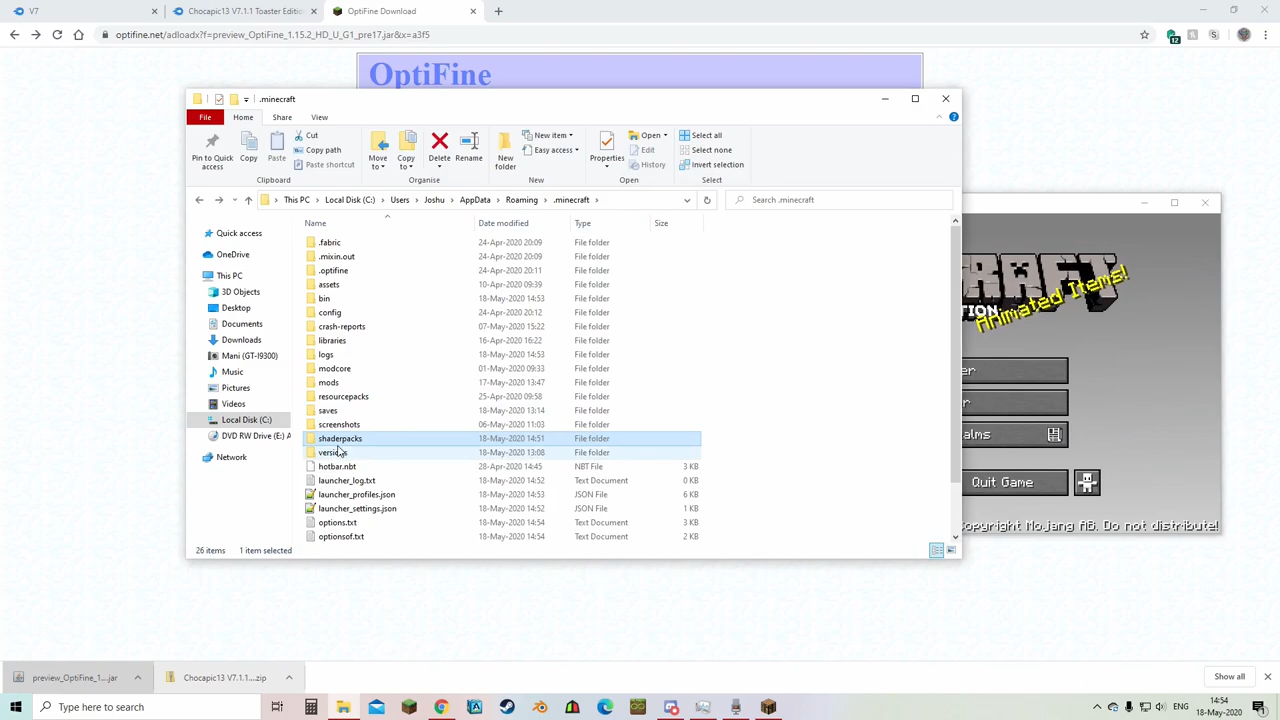 V7
Chocapic13 V7.1.1 Toaster Edition
OptiFine Download
optifine.net/adloadx?f=preview_OptiFine_1.15.2_HD_U_G1_pre17.jar&x=a3f5
12
OptiFine
.minecraft
File Home Share View
Pin to Quick access
Copy
Paste
Cut
Copy path
Paste shortcut
Clipboard
Move to
Copy to
Delete
Rename
Organise
New folder
New item
Easy access
New
Properties
Open
Edit
History
Open
Select all
Select none
Invert selection
Select
This PC > Local Disk (C:) > Users > Joshu > AppData > Roaming > .minecraft >
Search .minecraft
Quick access
OneDrive
This PC
3D Objects
Desktop
Documents
Downloads
Mani (GT-I9300)
Music
Pictures
Videos
Local Disk (C:)
DVD RW Drive (E:) A
Network
Name Date modified Type Size
.fabric 24-Apr-2020 20:09 File folder
.mixin.out 24-Apr-2020 20:09 File folder
.optifine 24-Apr-2020 20:11 File folder
assets 10-Apr-2020 09:39 File folder
bin 18-May-2020 14:53 File folder
config 24-Apr-2020 20:12 File folder
crash-reports 07-May-2020 15:22 File folder
libraries 16-Apr-2020 16:22 File folder
logs 18-May-2020 14:53 File folder
modcore 01-May-2020 09:33 File folder
mods 17-May-2020 13:47 File folder
resourcepacks 25-Apr-2020 09:58 File folder
saves 18-May-2020 13:14 File folder
screenshots 06-May-2020 11:03 File folder
shaderpacks 18-May-2020 14:51 File folder
versions 18-May-2020 13:08 File folder
hotbar.nbt 28-Apr-2020 14:45 NBT File 3 KB
launcher_log.txt 18-May-2020 14:52 Text Document 0 KB
launcher_profiles.json 18-May-2020 14:53 JSON File 6 KB
launcher_settings.json 18-May-2020 14:52 JSON File 1 KB
options.txt 18-May-2020 14:54 Text Document 3 KB
optionsof.txt 18-May-2020 14:54 Text Document 2 KB
26 items 1 item selected
CRAFT
TION
Animated Items!
er
r
alms
Quit Game
Copyright Mojang AB. Do not distribute!
preview_OptiFine_1....jar
Chocapic13 V7.1.1....zip
Show all
Type here to search
ENG
14:54
18-May-2020
1